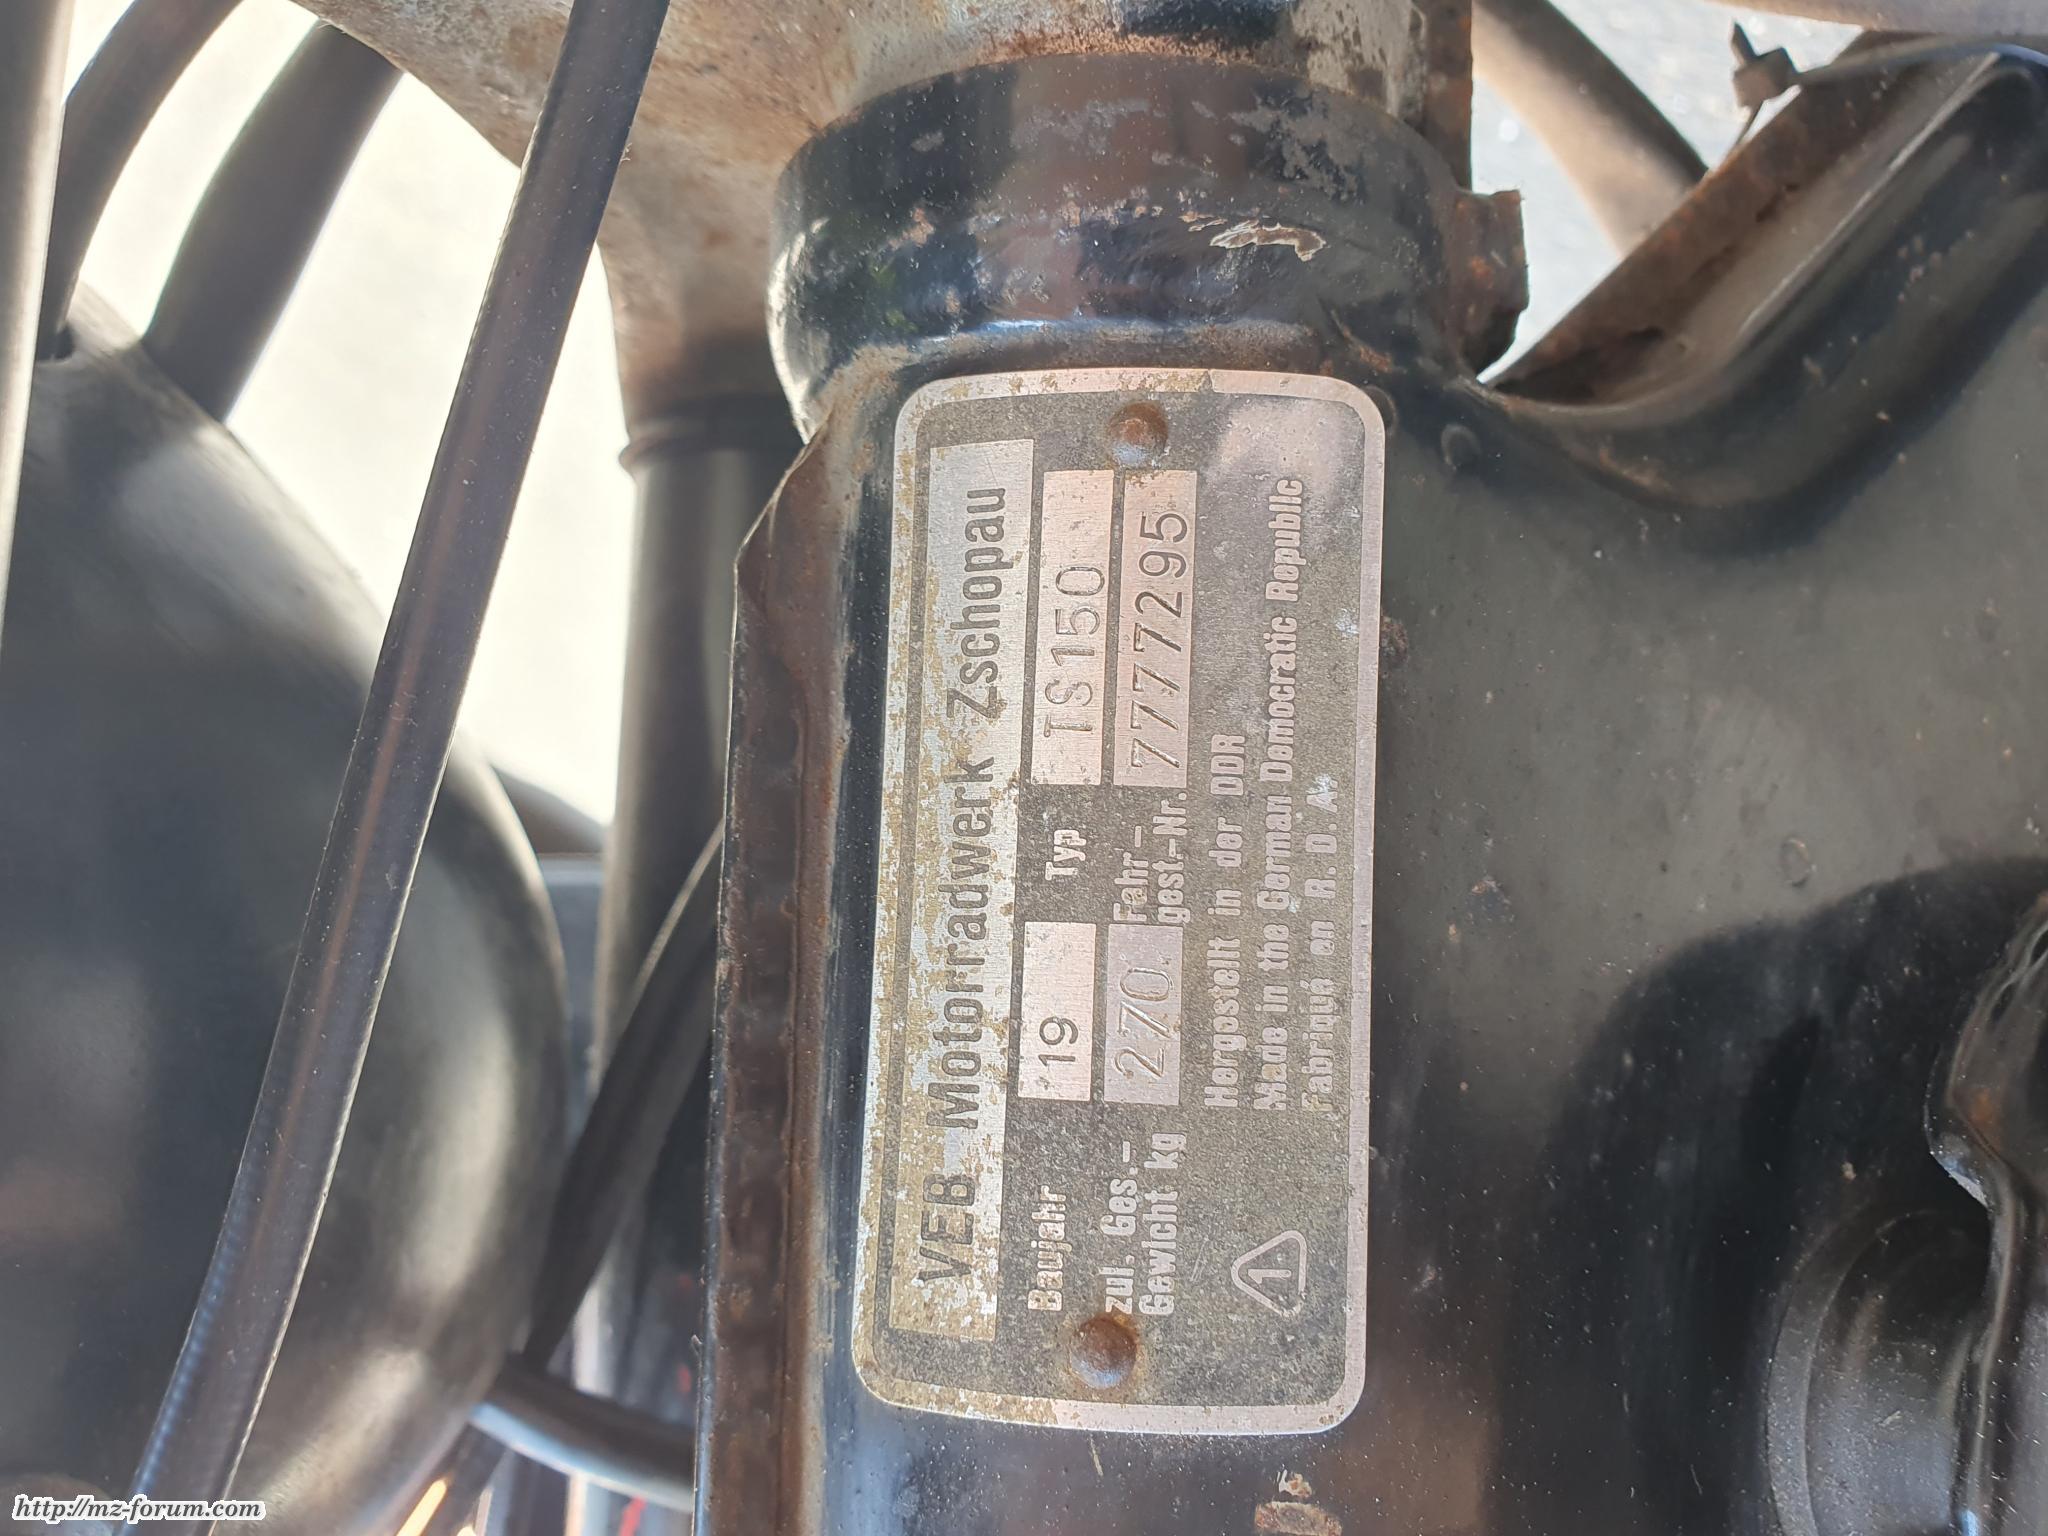 VEB Motorradwerk Zschopau
Baujahr 19 Typ TS150
zul. Ges.-
Gewicht kg 270 Fahr-
gest.-Nr. 7777295
Hergestellt in der DDR
Made in the German Democratic Republic
Fabriqué en R. D. A.
1
http://mz-forum.com